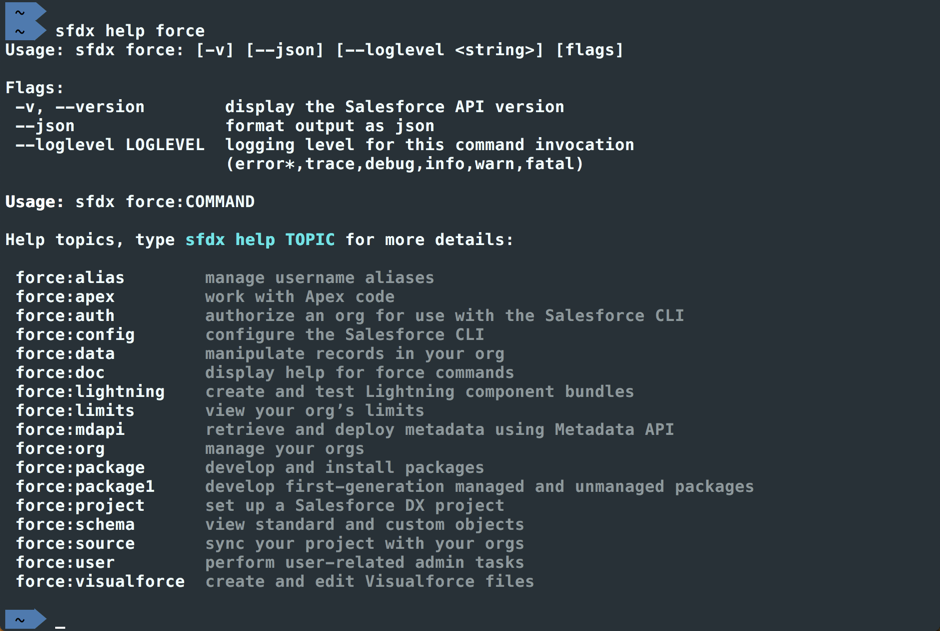 ~
~ sfdx help force
Usage: sfdx force: [-v] [--json] [--loglevel <string>] [flags]
Flags:
-v, --version display the Salesforce API version
--json format output as json
--loglevel LOGLEVEL logging level for this command invocation
(error*,trace,debug,info,warn,fatal)
Usage: sfdx force:COMMAND
Help topics, type sfdx help TOPIC for more details:
force:alias manage username aliases
force:apex work with Apex code
force:auth authorize an org for use with the Salesforce CLI
force:config configure the Salesforce CLI
force:data manipulate records in your org
force:doc display help for force commands
force:lightning create and test Lightning component bundles
force:limits view your org’s limits
force:mdapi retrieve and deploy metadata using Metadata API
force:org manage your orgs
force:package develop and install packages
force:package1 develop first-generation managed and unmanaged packages
force:project set up a Salesforce DX project
force:schema view standard and custom objects
force:source sync your project with your orgs
force:user perform user-related admin tasks
force:visualforce create and edit Visualforce files
~ _